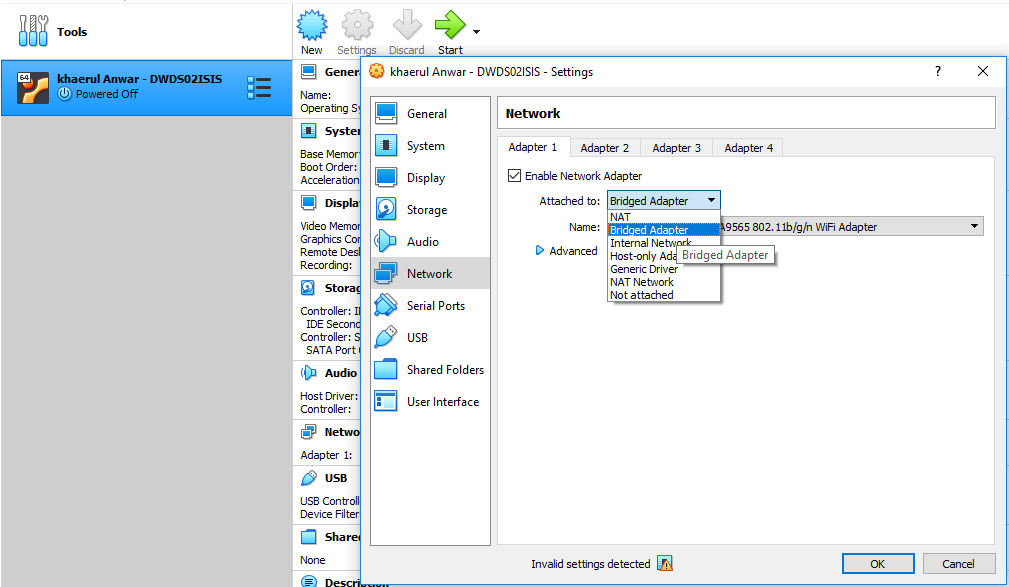 Tools
New
Settings
Discard
Start
64
khaerul Anwar - DWDS02ISIS
Powered Off
Gener
Name:
Operating Sy
System
Base Memor
Boot Order:
Acceleration
Displa
Video Memo
Graphics Con
Remote Desk
Recording:
Storag
Controller: I
IDE Second
Controller: S
SATA Port
Audio
Host Driver:
Controller:
Netwo
Adapter 1:
USB
USB Controll
Device Filter
Share
None
Description
khaerul Anwar - DWDS02ISIS - Settings
?
General
System
Display
Storage
Audio
Network
Serial Ports
USB
Shared Folders
User Interface
Network
Adapter 1
Adapter 2
Adapter 3
Adapter 4
Enable Network Adapter
Attached to: Bridged Adapter
Name: A9565 802.11b/g/n WiFi Adapter
Advanced
NAT
Bridged Adapter
Internal Network
Host-only Ada
Generic Driver
NAT Network
Not attached
Bridged Adapter
Invalid settings detected
OK
Cancel